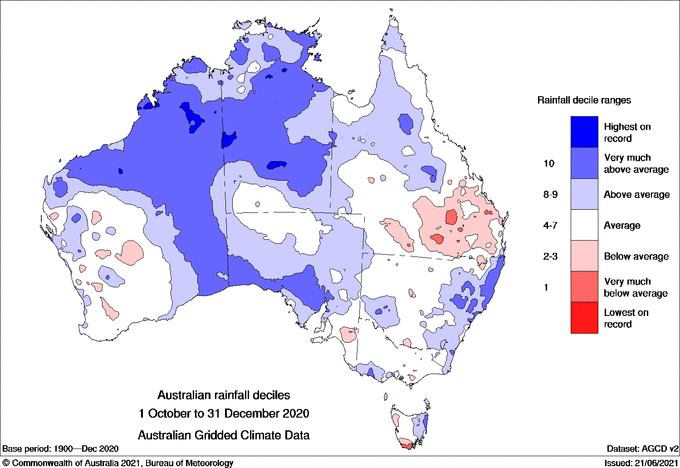 Rainfall decile ranges
Highest on
record
10
Very much
above average
8-9
Above average
4-7
Average
2-3
Below average
1
Very much
below average
Lowest on
record
Australian rainfall deciles
1 October to 31 December 2020
Australian Gridded Climate Data
Base period: 1900—Dec 2020
Dataset: AGCD v2
© Commonwealth of Australia 2021, Bureau of Meteorology
Issued: 21/06/2021